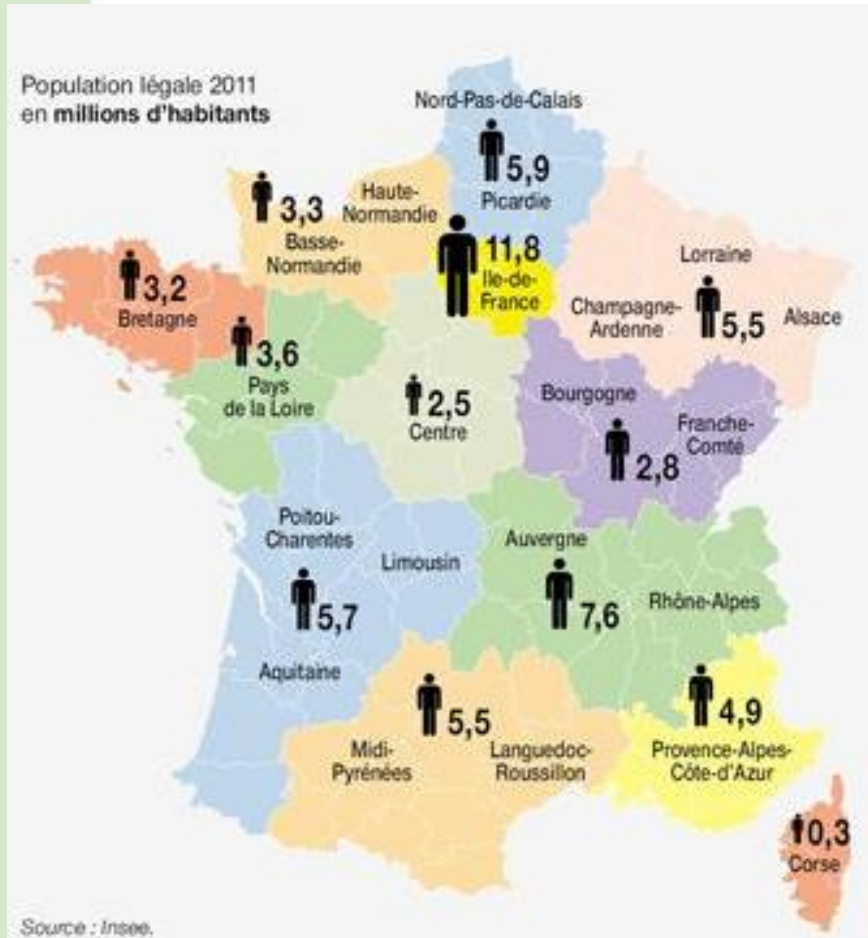 Population légale 2011
en millions d'habitants
Nord-Pas-de-Calais
5,9
Picardie
Haute-
Normandie
3,3
Basse-
Normandie
11,8
Ile-de-
France
Lorraine
Champagne-
Ardenne
5,5
Alsace
3,2
Bretagne
3,6
Pays
de la Loire
2,5
Centre
Bourgogne
Franche-
Comté
2,8
Poitou-
Charentes
Limousin
5,7
Aquitaine
Auvergne
7,6
Rhône-Alpes
5,5
Midi-
Pyrénées
Languedoc-
Roussillon
4,9
Provence-Alpes-
Côte-d'Azur
0,3
Corse
Source : Insee.